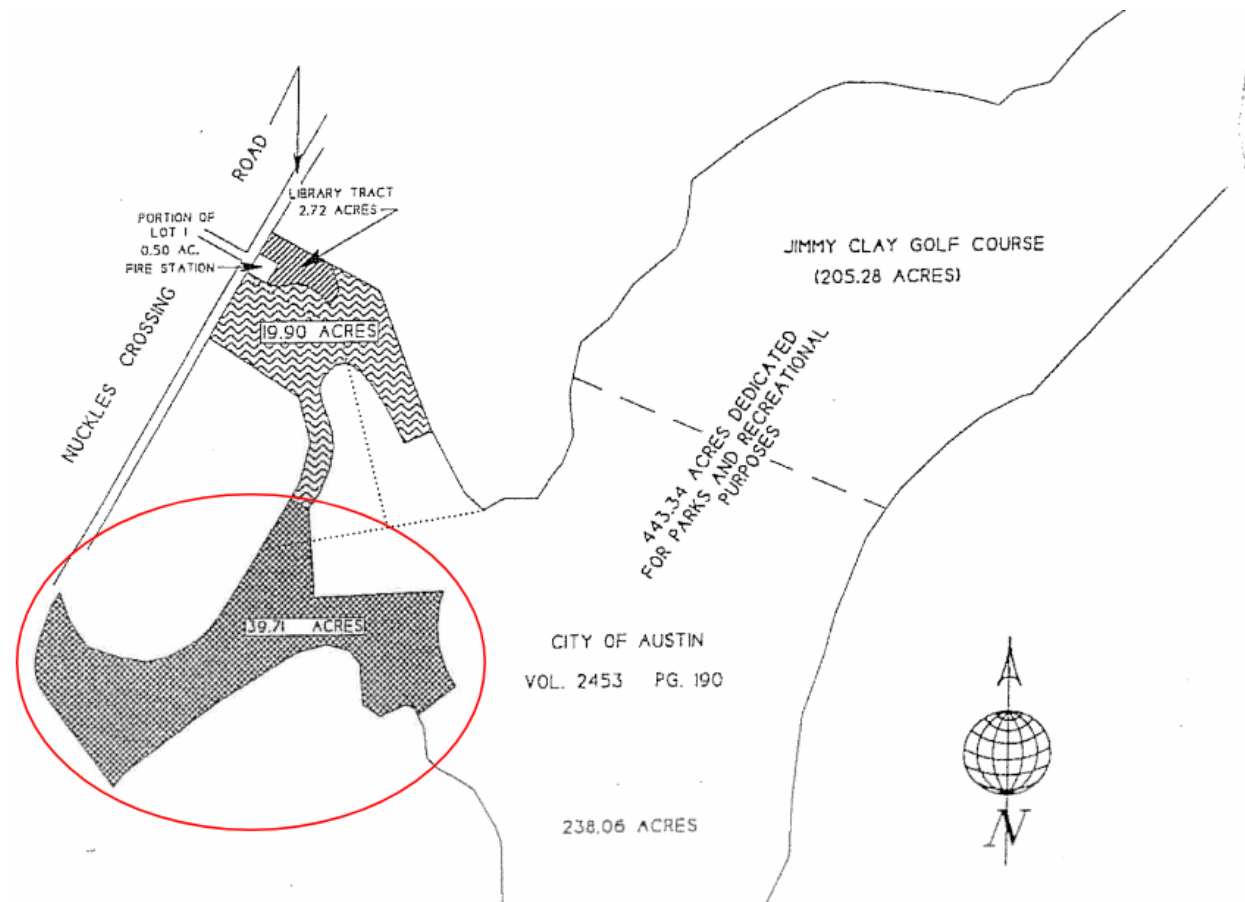 ROAD
LIBRARY TRACT
2.72 ACRES
PORTION OF
LOT 1
0.50 AC.
FIRE STATION
NUCKLES CROSSING
19.90 ACRES
JIMMY CLAY GOLF COURSE
(205.28 ACRES)
443.34 ACRES DEDICATED
FOR PARKS AND RECREATIONAL
PURPOSES
39.71 ACRES
CITY OF AUSTIN
VOL. 2453 PG. 190
238.06 ACRES
N